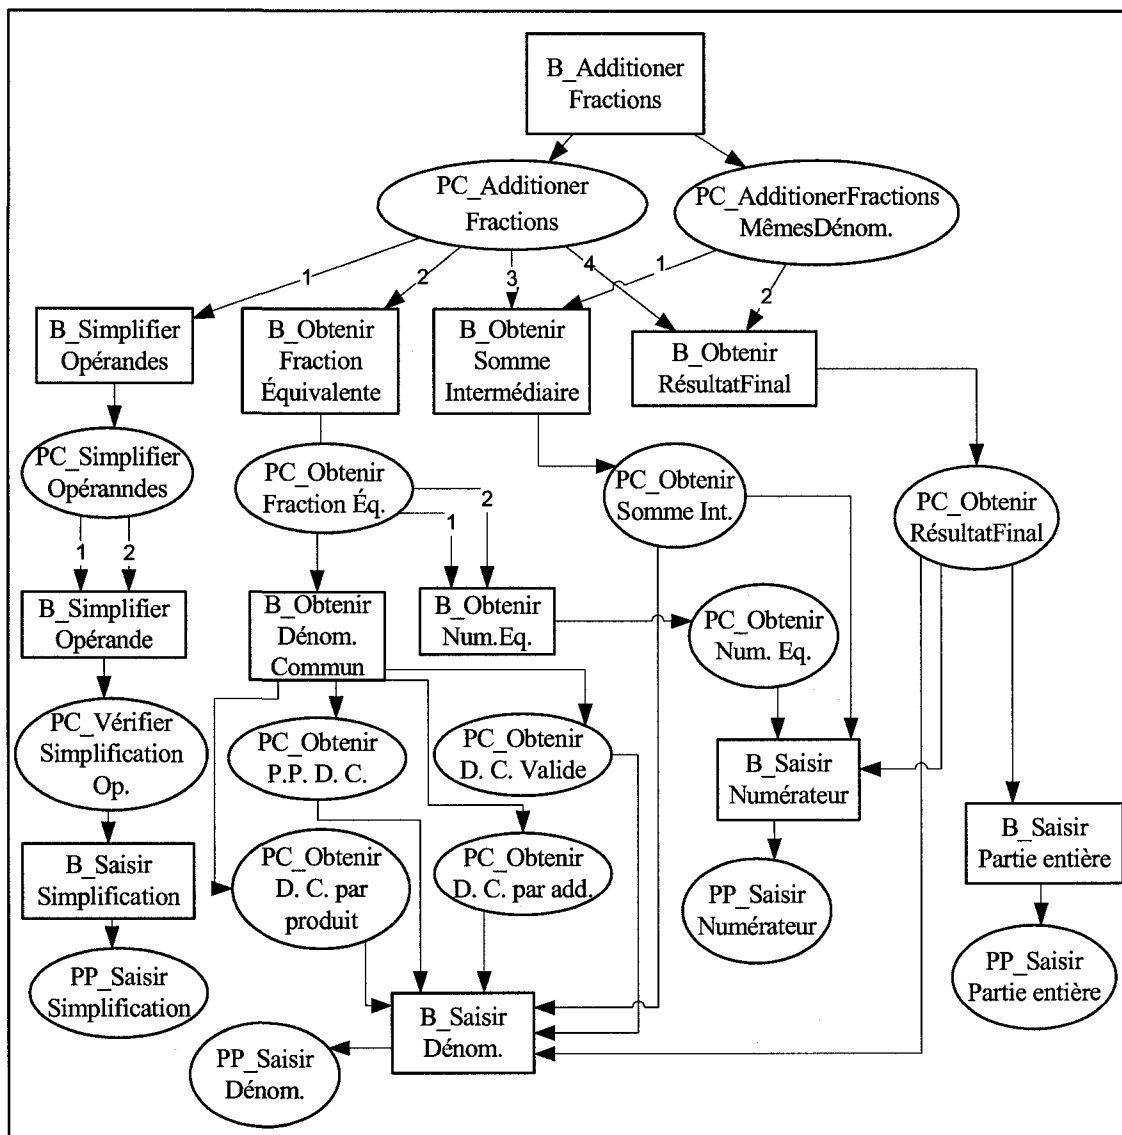 B_Additioner
Fractions
PC_Additioner
Fractions
PC_AdditionerFractions
MêmesDénom.
1
2
3
4
1
2
B_Simplifier
Opérandes
B_Obtenir
Fraction
Équivalente
B_Obtenir
Somme
Intermédiaire
B_Obtenir
RésultatFinal
PC_Simplifier
Opéranndes
PC_Obtenir
Fraction Éq.
PC_Obtenir
Somme Int.
PC_Obtenir
RésultatFinal
1
2
1
2
B_Simplifier
Opérande
B_Obtenir
Dénom.
Commun
B_Obtenir
Num.Eq.
PC_Obtenir
Num. Eq.
PC_Vérifier
Simplification
Op.
PC_Obtenir
P.P. D. C.
PC_Obtenir
D. C. Valide
B_Saisir
Numérateur
B_Saisir
Partie entière
B_Saisir
Simplification
PC_Obtenir
D. C. par
produit
PC_Obtenir
D. C. par add.
PP_Saisir
Numérateur
PP_Saisir
Partie entière
PP_Saisir
Simplification
B_Saisir
Dénom.
PP_Saisir
Dénom.